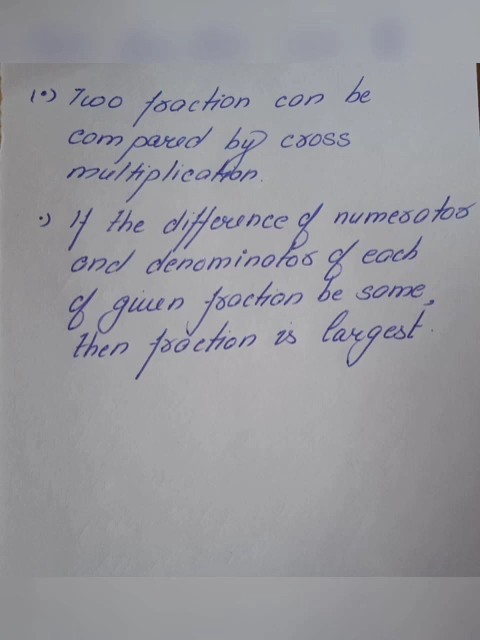 10) Two fraction can be
compared by cross
multiplication.
·) If the difference of numerator
and denominator of each
of given fraction be same,
then fraction is largest.